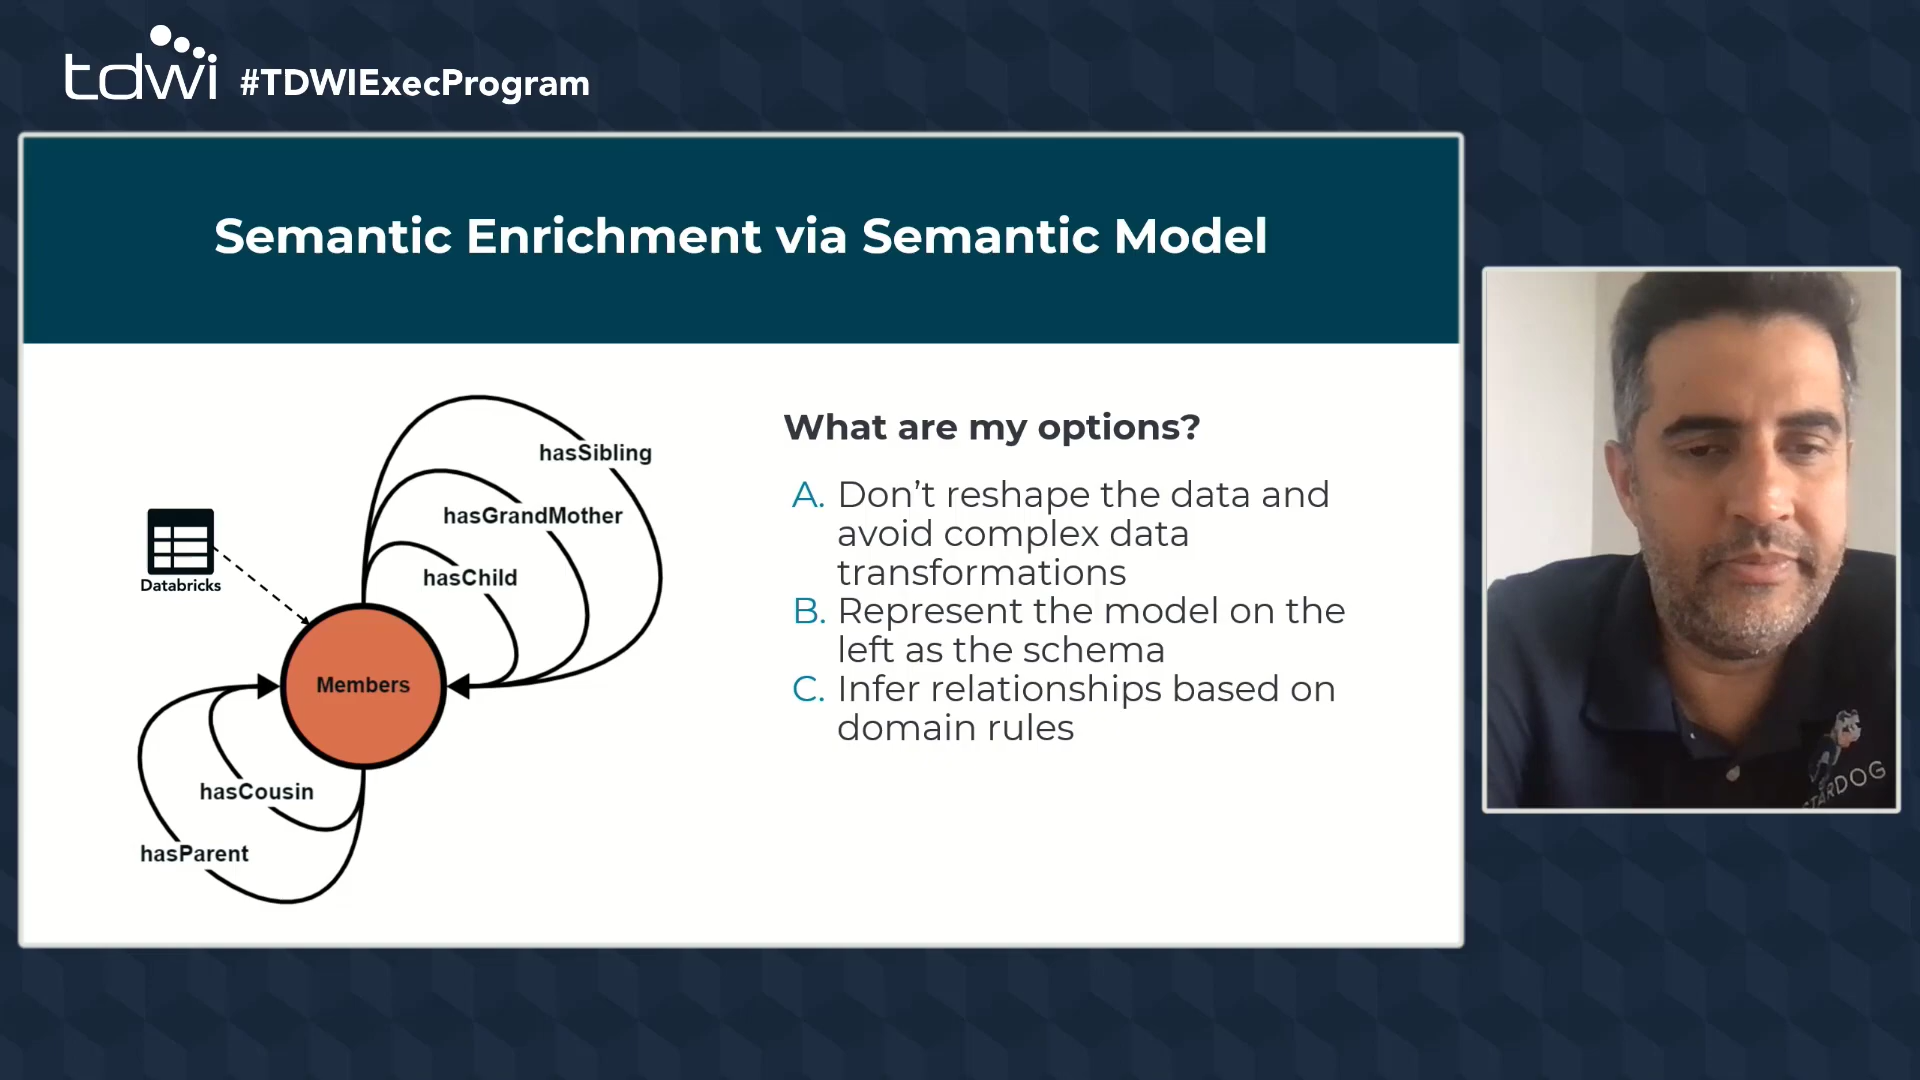 tdwi #TDWIExecProgram
Semantic Enrichment via Semantic Model
hasSibling
hasGrandMother
hasChild
Databricks
Members
hasCousin
hasParent
What are my options?
A. Don’t reshape the data and
avoid complex data
transformations
B. Represent the model on the
left as the schema
C. Infer relationships based on
domain rules
STARDOG